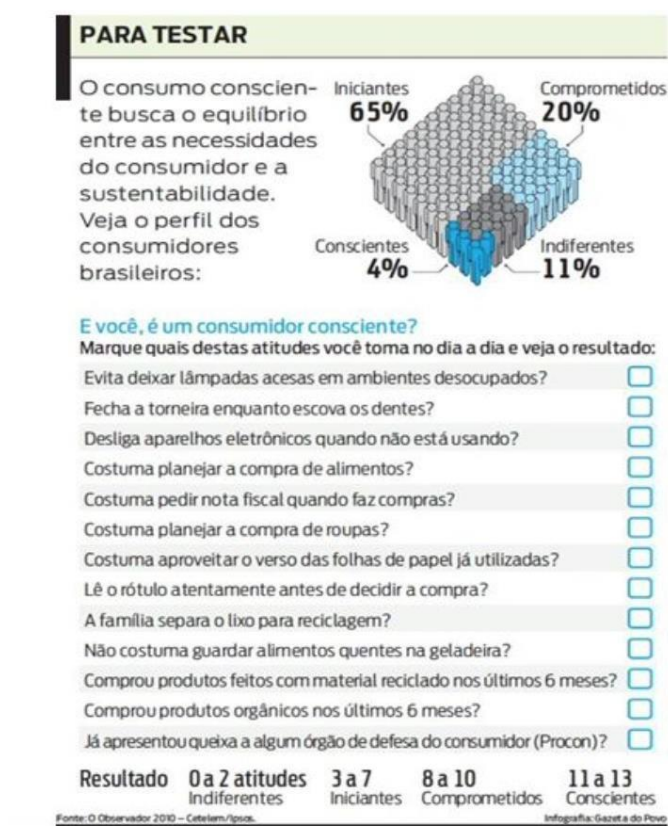 PARA TESTAR
O consumo conscien-
te busca o equilíbrio
entre as necessidades
do consumidor e a
sustentabilidade.
Veja o perfil dos
consumidores
brasileiros:
Iniciantes
65%
Comprometidos
20%
Conscientes
4%
Indiferentes
11%
E você, é um consumidor consciente?
Marque quais destas atitudes você toma no dia a dia e veja o resultado:
Evita deixar lâmpadas acesas em ambientes desocupados?
Fecha a torneira enquanto escova os dentes?
Desliga aparelhos eletrônicos quando não está usando?
Costuma planejar a compra de alimentos?
Costuma pedir nota fiscal quando faz compras?
Costuma planejar a compra de roupas?
Costuma aproveitar o verso das folhas de papel já utilizadas?
Lê o rótulo atentamente antes de decidir a compra?
A família separa o lixo para reciclagem?
Não costuma guardar alimentos quentes na geladeira?
Comprou produtos feitos com material reciclado nos últimos 6 meses?
Comprou produtos orgânicos nos últimos 6 meses?
Já apresentou queixa a algum órgão de defesa do consumidor (Procon)?
Resultado 0 a 2 atitudes 3 a 7 8 a 10 11 a 13
Indiferentes Iniciantes Comprometidos Conscientes
Fonte: O Observador 2010 – Cetelem/Ipsos. Infografia: Gazeta do Povo